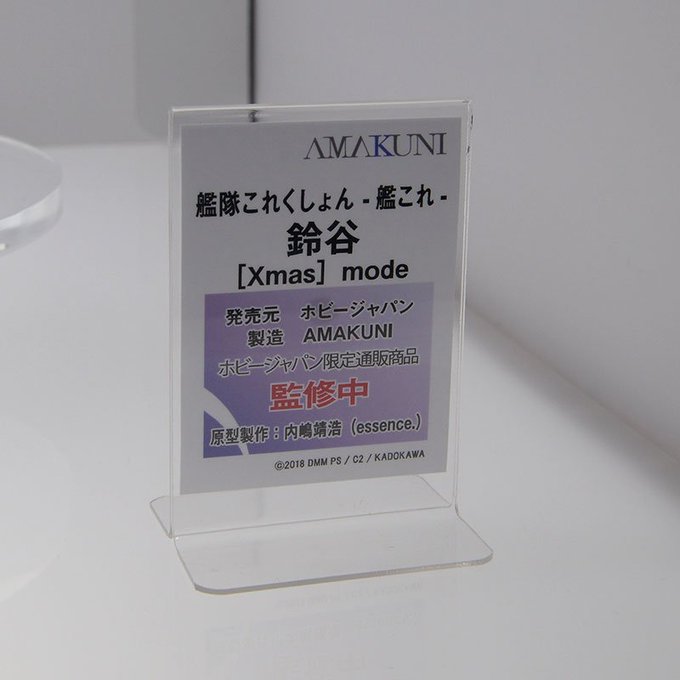 AMAKUNI
艦隊これくしょん - 艦これ -
鈴谷
[Xmas] mode
発売元　ホビージャパン
製造　AMAKUNI
ホビージャパン限定通販商品
監修中
原型製作：内嶋靖浩 (essence.)
©2018 DMM PS / C2 / KADOKAWA